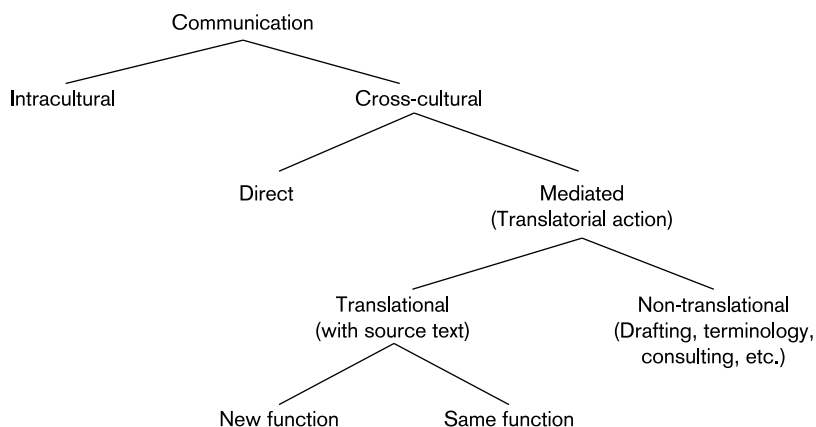 Communication
Intracultural
Cross-cultural
Direct
Mediated
(Translatorial action)
Translational
(with source text)
Non-translational
(Drafting, terminology,
consulting, etc.)
New function
Same function